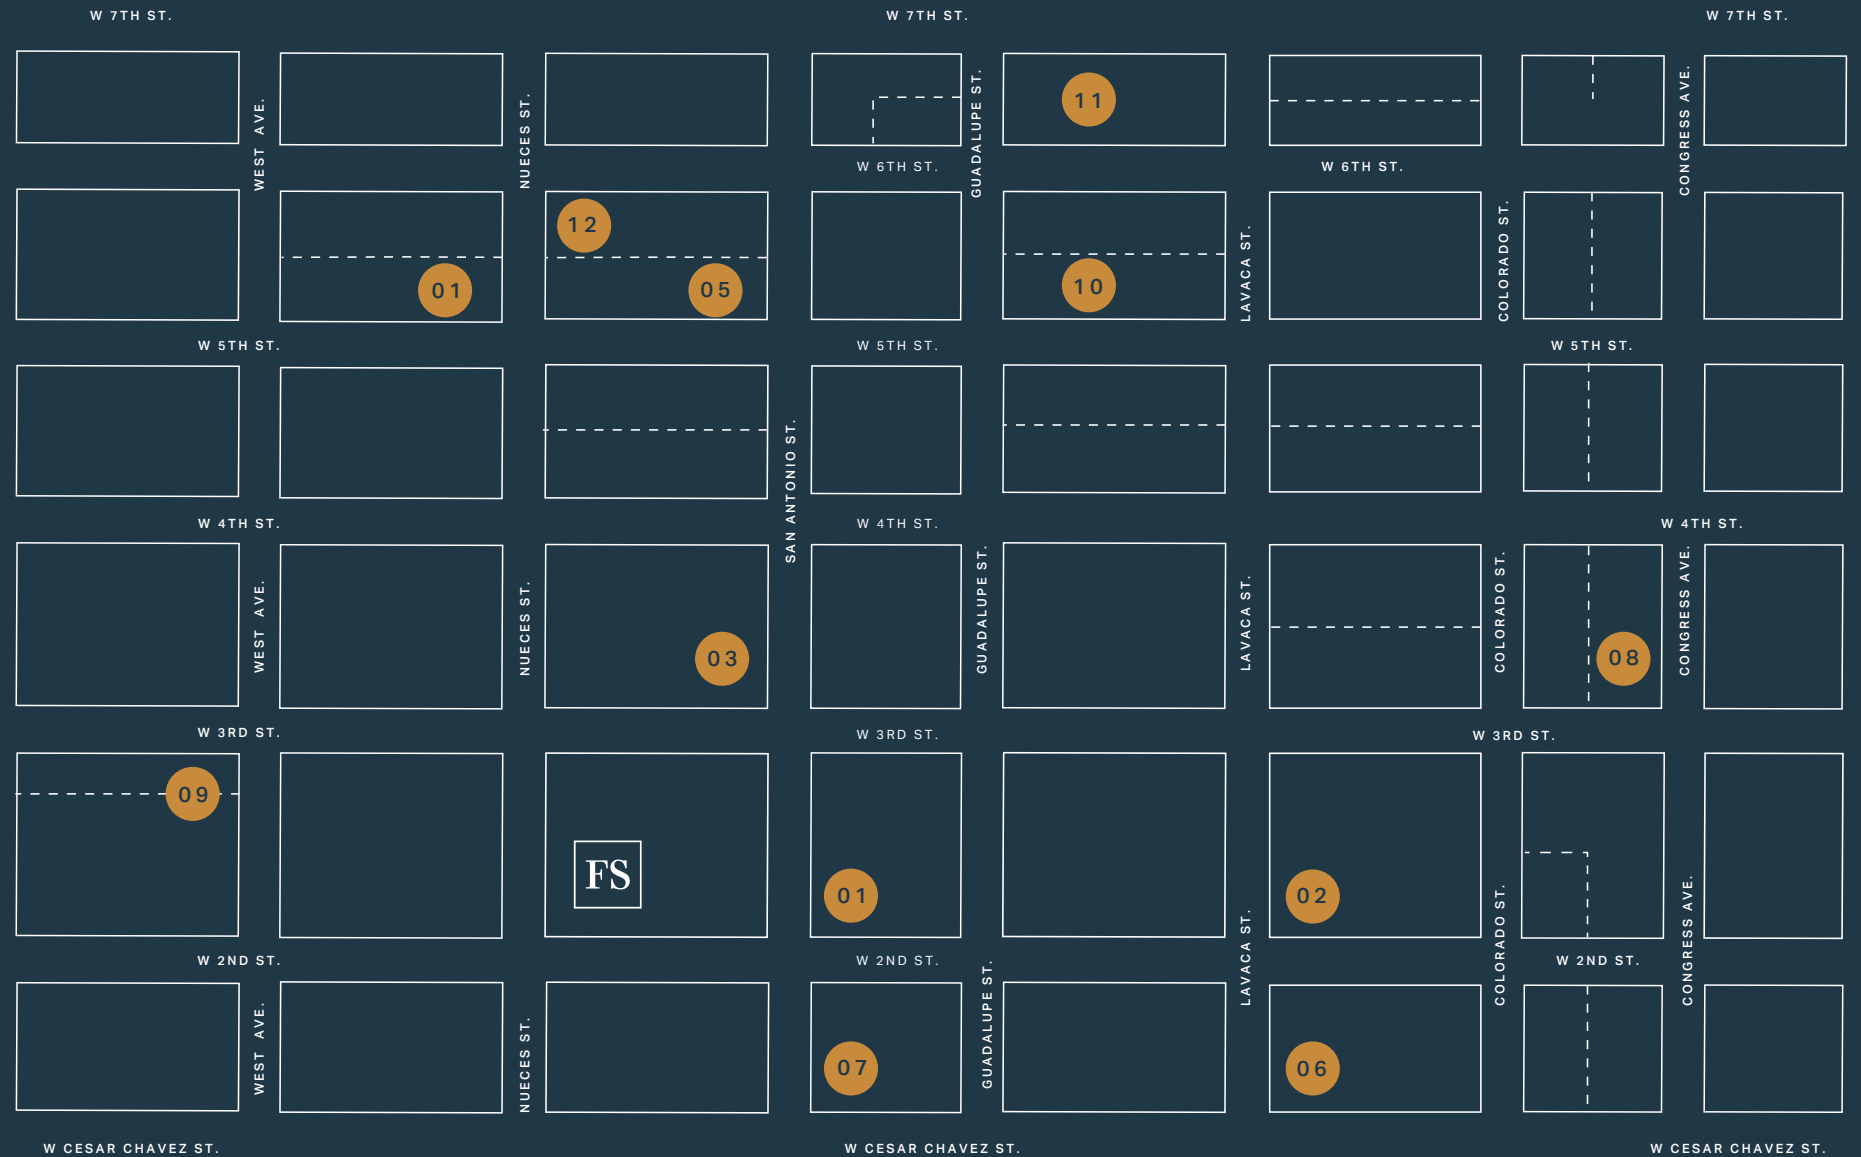 W 7TH ST.
W 7TH ST.
W 7TH ST.
WEST AVE.
NUECES ST.
GUADALUPE ST.
11
CONGRESS AVE.
W 6TH ST.
W 6TH ST.
01
12
05
10
LAVACA ST.
COLORADO ST.
W 5TH ST.
W 5TH ST.
W 5TH ST.
SAN ANTONIO ST.
W 4TH ST.
W 4TH ST.
W 4TH ST.
WEST AVE.
NUECES ST.
03
GUADALUPE ST.
LAVACA ST.
COLORADO ST.
08
CONGRESS AVE.
W 3RD ST.
W 3RD ST.
W 3RD ST.
09
FS
01
02
LAVACA ST.
COLORADO ST.
CONGRESS AVE.
W 2ND ST.
W 2ND ST.
W 2ND ST.
WEST AVE.
NUECES ST.
07
GUADALUPE ST.
06
W CESAR CHAVEZ ST.
W CESAR CHAVEZ ST.
W CESAR CHAVEZ ST.